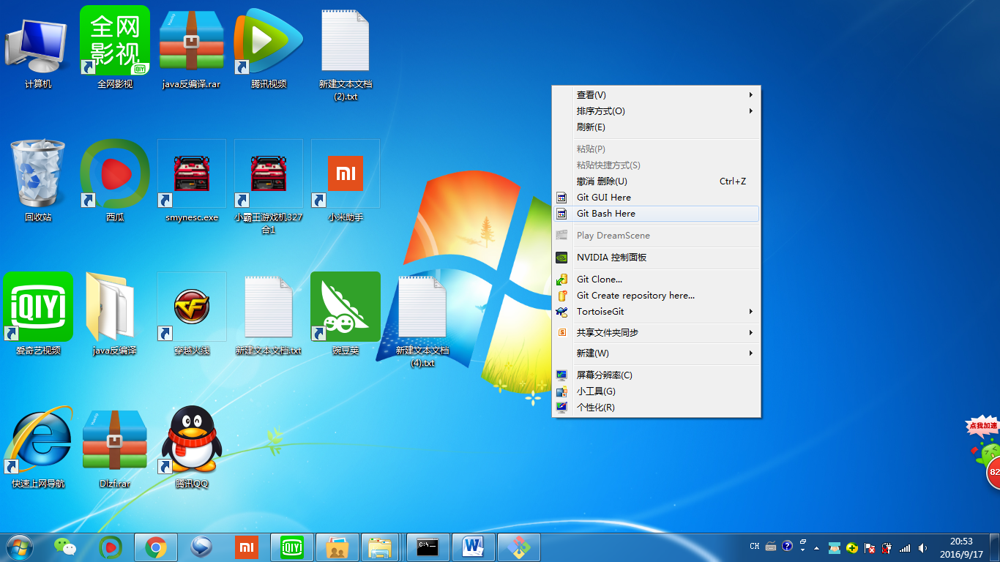 全网
影视
iQIYI
计算机
全网影视
java反编译.rar
腾讯视频
新建文本文档
(2).txt
回收站
西瓜
smynesc.exe
小霸王游戏机327
合1
小米助手
爱奇艺视频
java反编译
穿越火线
新建文本文档.txt
豌豆荚
新建文本文档
(4).txt
快速上网导航
Dlzf.rar
腾讯QQ
查看(V)
排序方式(O)
刷新(E)
粘贴(P)
粘贴快捷方式(S)
撤消 删除(U) Ctrl+Z
Git GUI Here
Git Bash Here
Play DreamScene
NVIDIA 控制面板
Git Clone...
Git Create repository here...
TortoiseGit
共享文件夹同步
新建(W)
屏幕分辨率(C)
小工具(G)
个性化(R)
点我加速
82
CH
20:53
2016/9/17